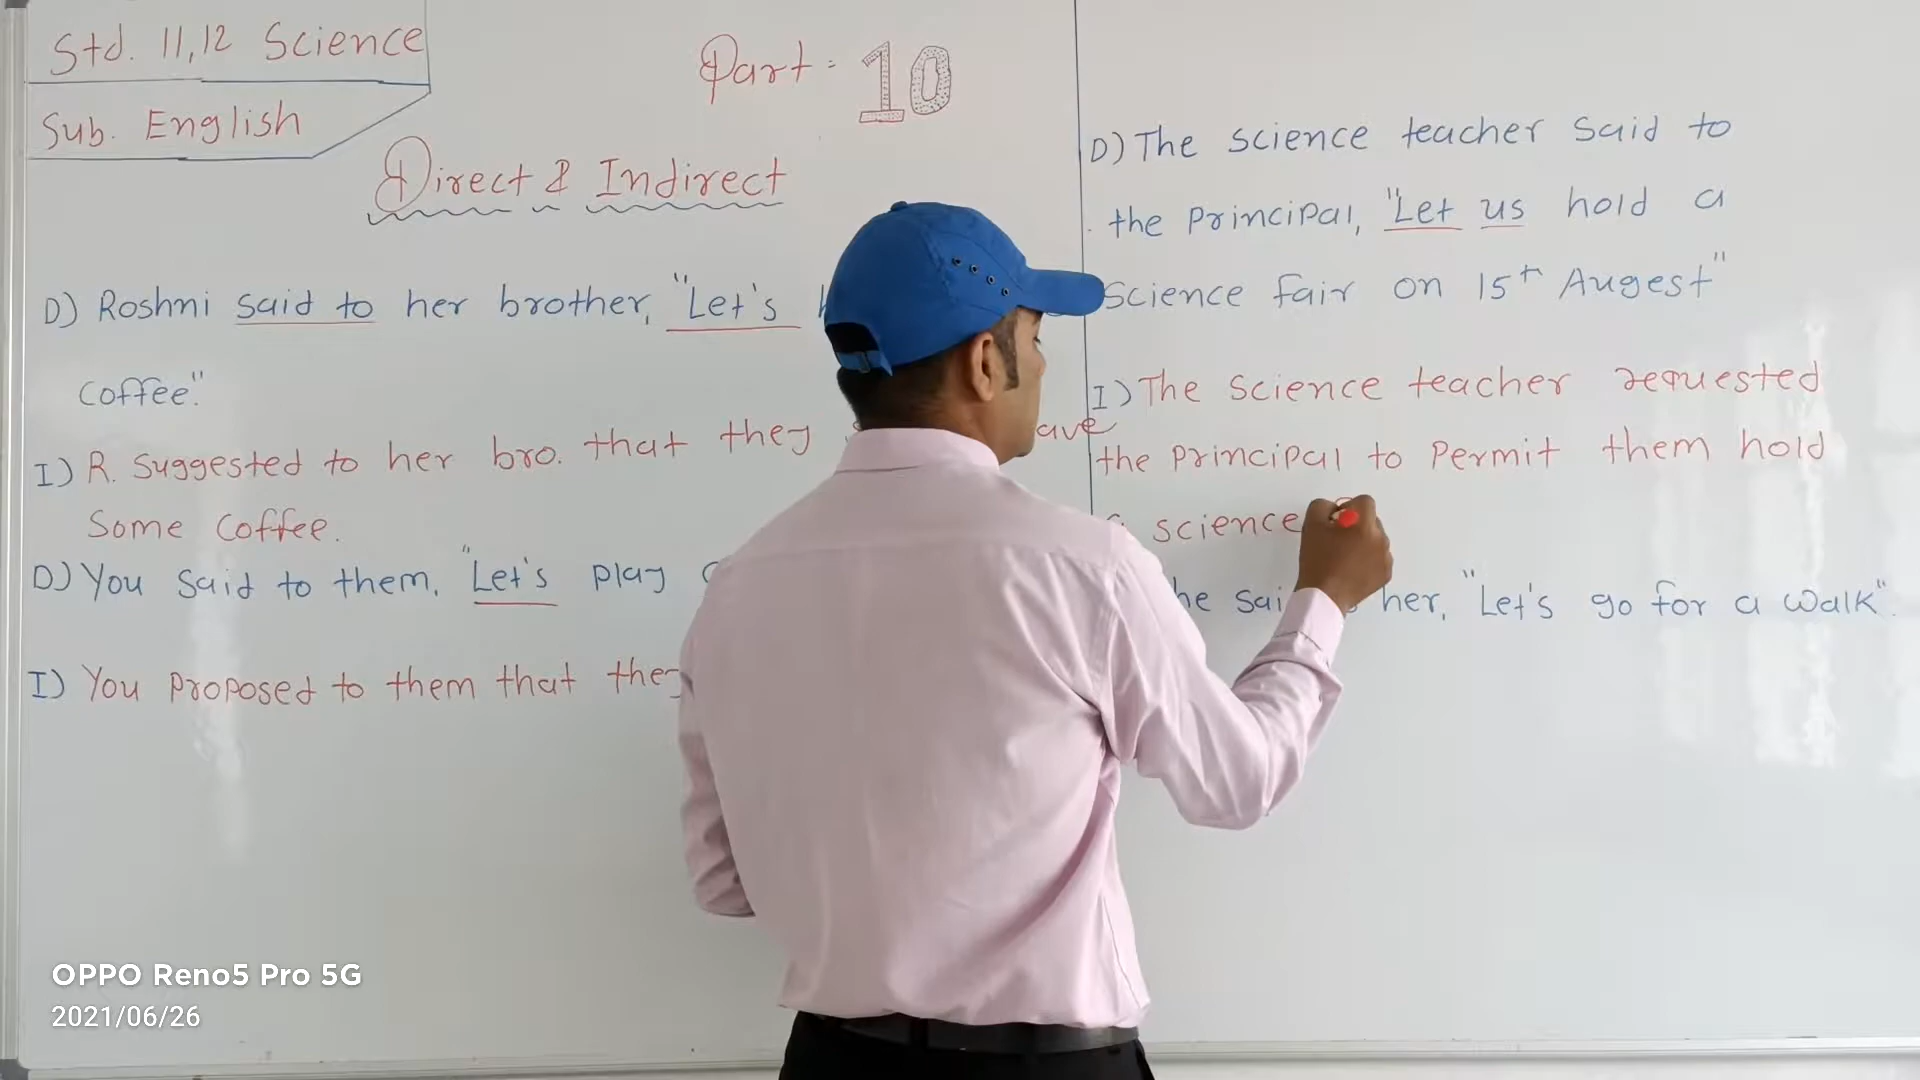 Std. 11,12 Science
Sub. English
Part : 10
Direct & Indirect
D) Roshni said to her brother, "Let's
coffee."
I) R. suggested to her bro. that they
Some coffee.
D) You said to them, "Let's play
I) You proposed to them that they
D) The science teacher said to
the principal, "Let us hold a
Science fair on 15th Augest"
I) The science teacher requested
the principal to permit them hold
science
her, "Let's go for a walk".
OPPO Reno5 Pro 5G
2021/06/26